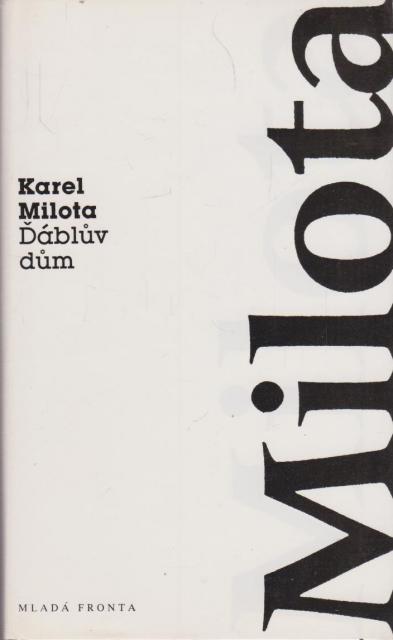 Karel
Milota
Ďáblův
dům
Milota
MLADÁ FRONTA